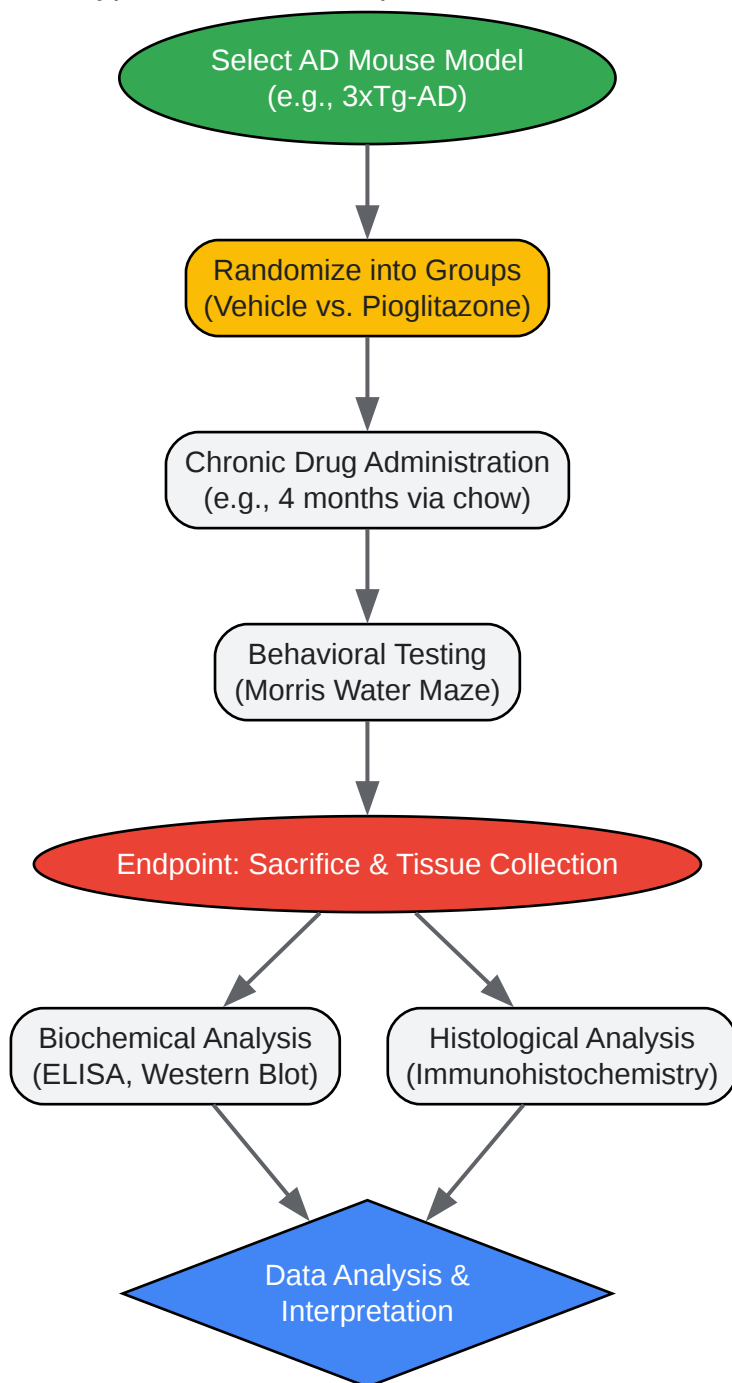 Select AD Mouse Model
(e.g., 3xTg-AD)
Randomize into Groups
(Vehicle vs. Pioglitazone)
Chronic Drug Administration
(e.g., 4 months via chow)
Behavioral Testing
(Morris Water Maze)
Endpoint: Sacrifice & Tissue Collection
Biochemical Analysis
(ELISA, Western Blot)
Histological Analysis
(Immunohistochemistry)
Data Analysis &
Interpretation